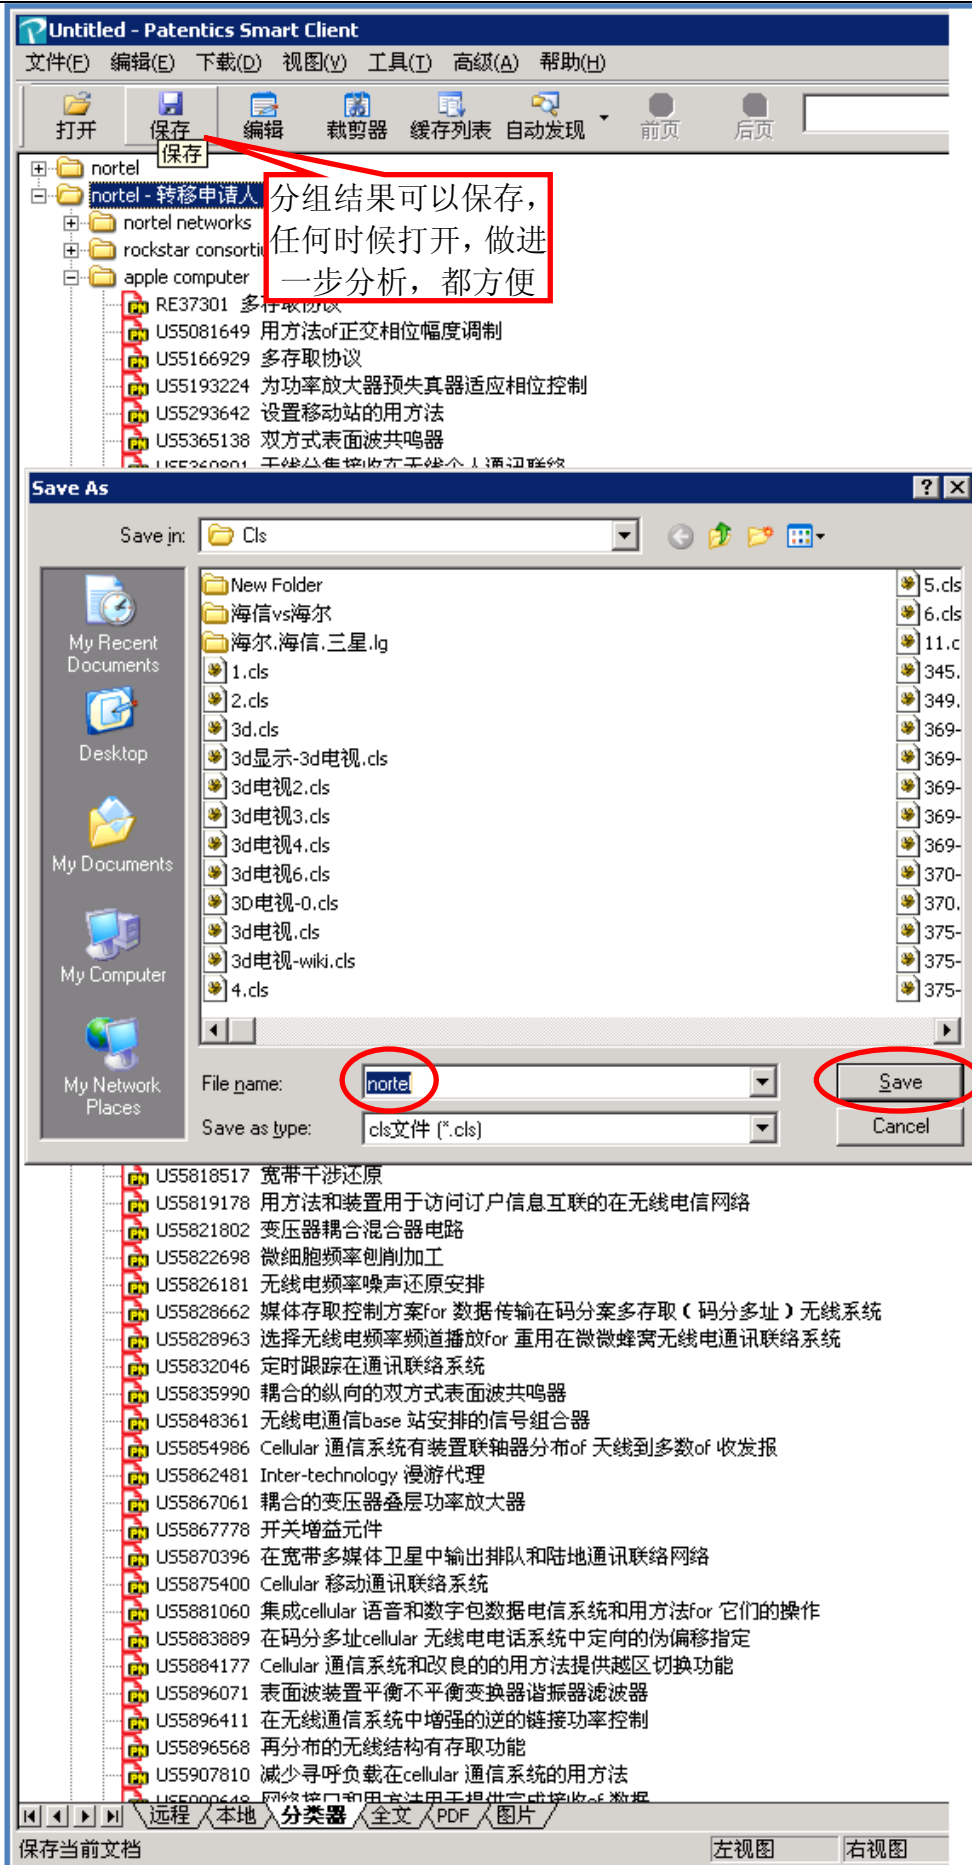 Untitled - Patentics Smart Client
文件(F) 编辑(E) 下载(D) 视图(V) 工具(T) 高级(A) 帮助(H)
打开 保存 编辑 裁剪器 缓存列表 自动发现 前页 后页
保存
nortel
nortel - 转移申请人
nortel networks
rockstar consortiu
apple computer
分组结果可以保存，
任何时候打开，做进
一步分析，都方便
RE37301 多存取协议
US5081649 用方法of正交相位幅度调制
US5166929 多存取协议
US5193224 为功率放大器预失真器适应相位控制
US5293642 设置移动站的用方法
US5365138 双方式表面波共鸣器
US5369801 无线分集接收在无线个人通讯联络
Save As
Save in: Cls
My Recent
Documents
Desktop
My Documents
My Computer
My Network
Places
New Folder
海信vs海尔
海尔.海信.三星.lg
1.cls
2.cls
3d.cls
3d显示-3d电视.cls
3d电视2.cls
3d电视3.cls
3d电视4.cls
3d电视6.cls
3D电视-0.cls
3d电视.cls
3d电视-wiki.cls
4.cls
5.cls
6.cls
11.c
345.
349.
369-
369-
369-
369-
369-
370-
370.
375-
375-
375-
File name: nortel Save
Save as type: cls文件 (*.cls) Cancel
US5818517 宽带干涉还原
US5819178 用方法和装置用于访问订户信息互联的在无线电信网络
US5821802 变压器耦合混合器电路
US5822698 微细胞频率刨削加工
US5826181 无线电频率噪声还原安排
US5828662 媒体存取控制方案for 数据传输在码分案多存取（码分多址）无线系统
US5828963 选择无线电频率频道播放for 重用在微微蜂窝无线电通讯联络系统
US5832046 定时跟踪在通讯联络系统
US5835990 耦合的纵向的双方式表面波共鸣器
US5848361 无线电通信base 站安排的信号组合器
US5854986 Cellular 通信系统有装置联轴器分布of 天线到多数of 收发报
US5862481 Inter-technology 漫游代理
US5867061 耦合的变压器叠层功率放大器
US5867778 开关增益元件
US5870396 在宽带多媒体卫星中输出排队和陆地通讯联络网络
US5875400 Cellular 移动通讯联络系统
US5881060 集成cellular 语音和数字包数据电信系统和用方法for 它们的操作
US5883889 在码分多址cellular 无线电电话系统中定向的伪偏移指定
US5884177 Cellular 通信系统和改良的的用方法提供越区切换功能
US5896071 表面波装置平衡不平衡变换器谐振器滤波器
US5896411 在无线通信系统中增强的逆的链接功率控制
US5896568 再分布的无线结构有存取功能
US5907810 减少寻呼负载在cellular 通信系统的用方法
远程 本地 分类器 全文 PDF 图片
保存当前文档 左视图 右视图